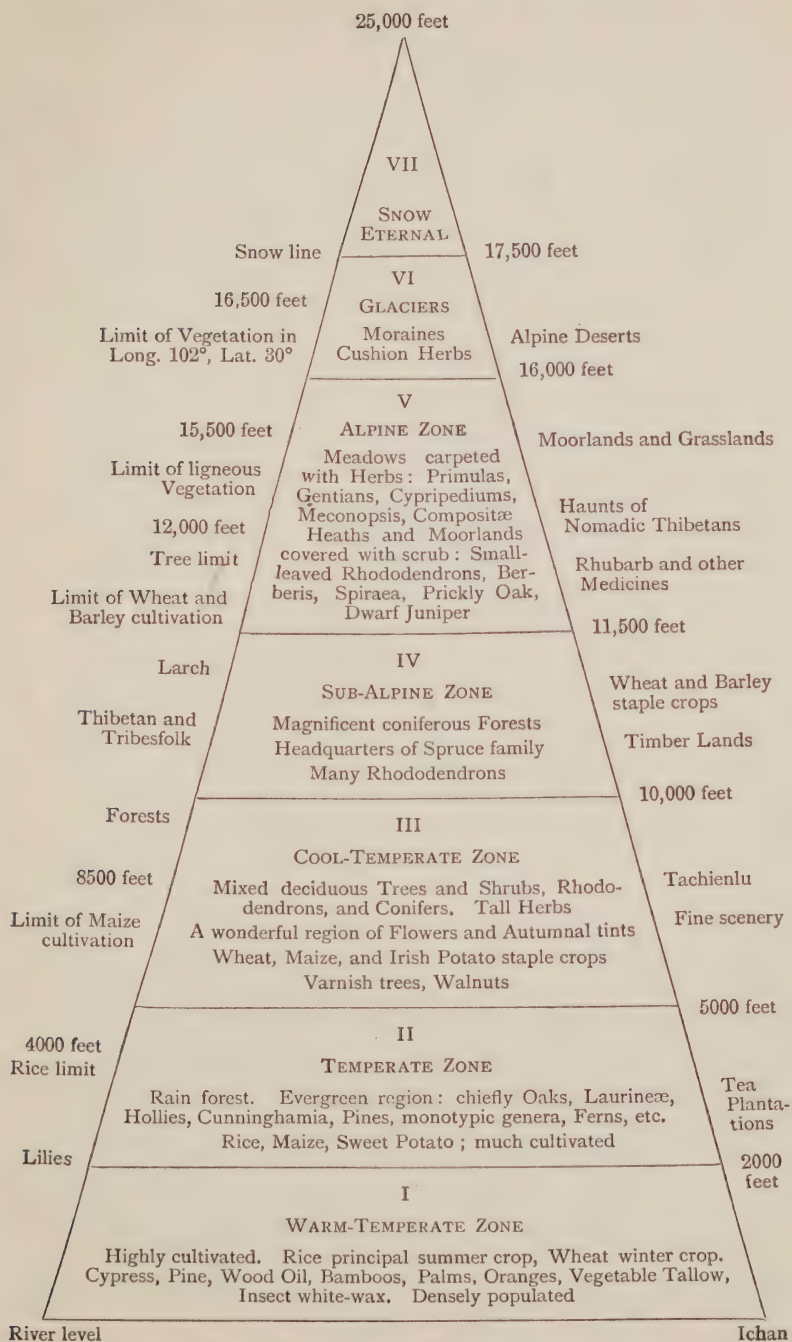 25,000 feet
VII
SNOW
ETERNAL
Snow line
17,500 feet
VI
16,500 feet
GLACIERS
Limit of Vegetation in
Long. 102°, Lat. 30°
Moraines
Cushion Herbs
Alpine Deserts
16,000 feet
V
15,500 feet
ALPINE ZONE
Moorlands and Grasslands
Limit of ligneous
Vegetation
Meadows carpeted
with Herbs: Primulas,
Gentians, Cypripediums,
Meconopsis, Compositæ
Heaths and Moorlands
covered with scrub: Small-
leaved Rhododendrons, Ber-
beris, Spiraea, Prickly Oak,
Dwarf Juniper
Haunts of
Nomadic Thibetans
12,000 feet
Tree limit
Rhubarb and other
Medicines
Limit of Wheat and
Barley cultivation
11,500 feet
IV
Larch
SUB-ALPINE ZONE
Wheat and Barley
staple crops
Thibetan and
Tribesfolk
Magnificent coniferous Forests
Headquarters of Spruce family
Many Rhododendrons
Timber Lands
10,000 feet
Forests
III
COOL-TEMPERATE ZONE
8500 feet
Tachienlu
Mixed deciduous Trees and Shrubs, Rhodo-
dendrons, and Conifers. Tall Herbs
A wonderful region of Flowers and Autumnal tints
Wheat, Maize, and Irish Potato staple crops
Varnish trees, Walnuts
Limit of Maize
cultivation
Fine scenery
5000 feet
II
4000 feet
Rice limit
TEMPERATE ZONE
Rain forest. Evergreen region: chiefly Oaks, Laurineæ,
Hollies, Cunninghamia, Pines, monotypic genera, Ferns, etc.
Rice, Maize, Sweet Potato; much cultivated
Tea
Planta-
tions
Lilies
2000
feet
I
WARM-TEMPERATE ZONE
Highly cultivated. Rice principal summer crop, Wheat winter crop.
Cypress, Pine, Wood Oil, Bamboos, Palms, Oranges, Vegetable Tallow,
Insect white-wax. Densely populated
River level
Ichan